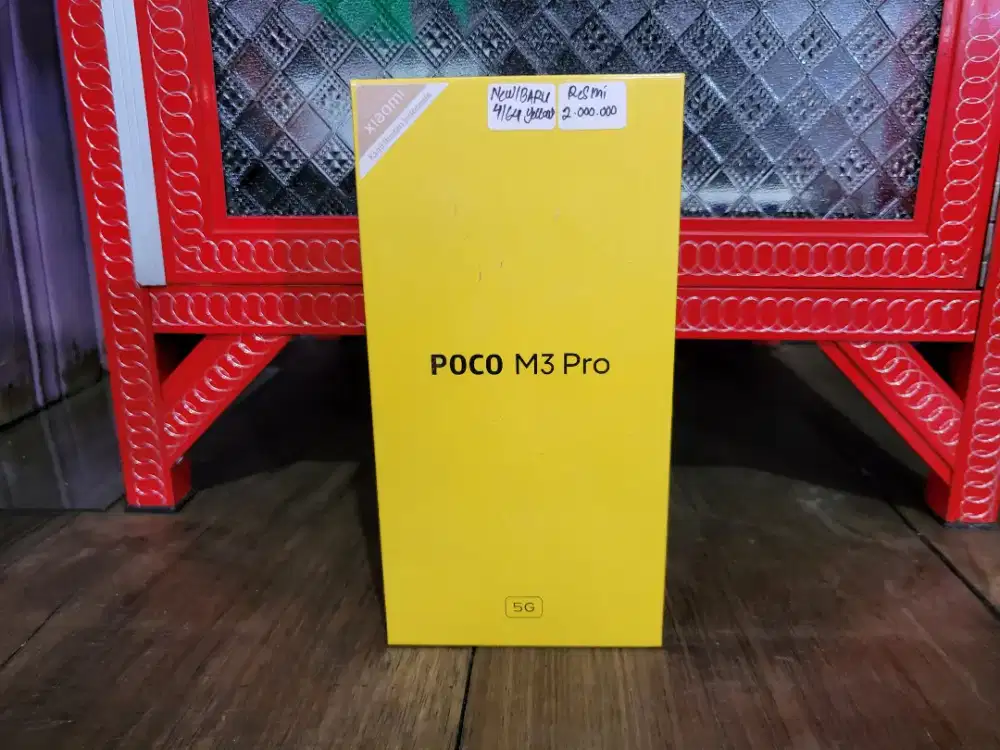 xiaomi
NEW/BARU
4/64 yellow
Resmi
2.000.000
POCO M3 Pro
5G